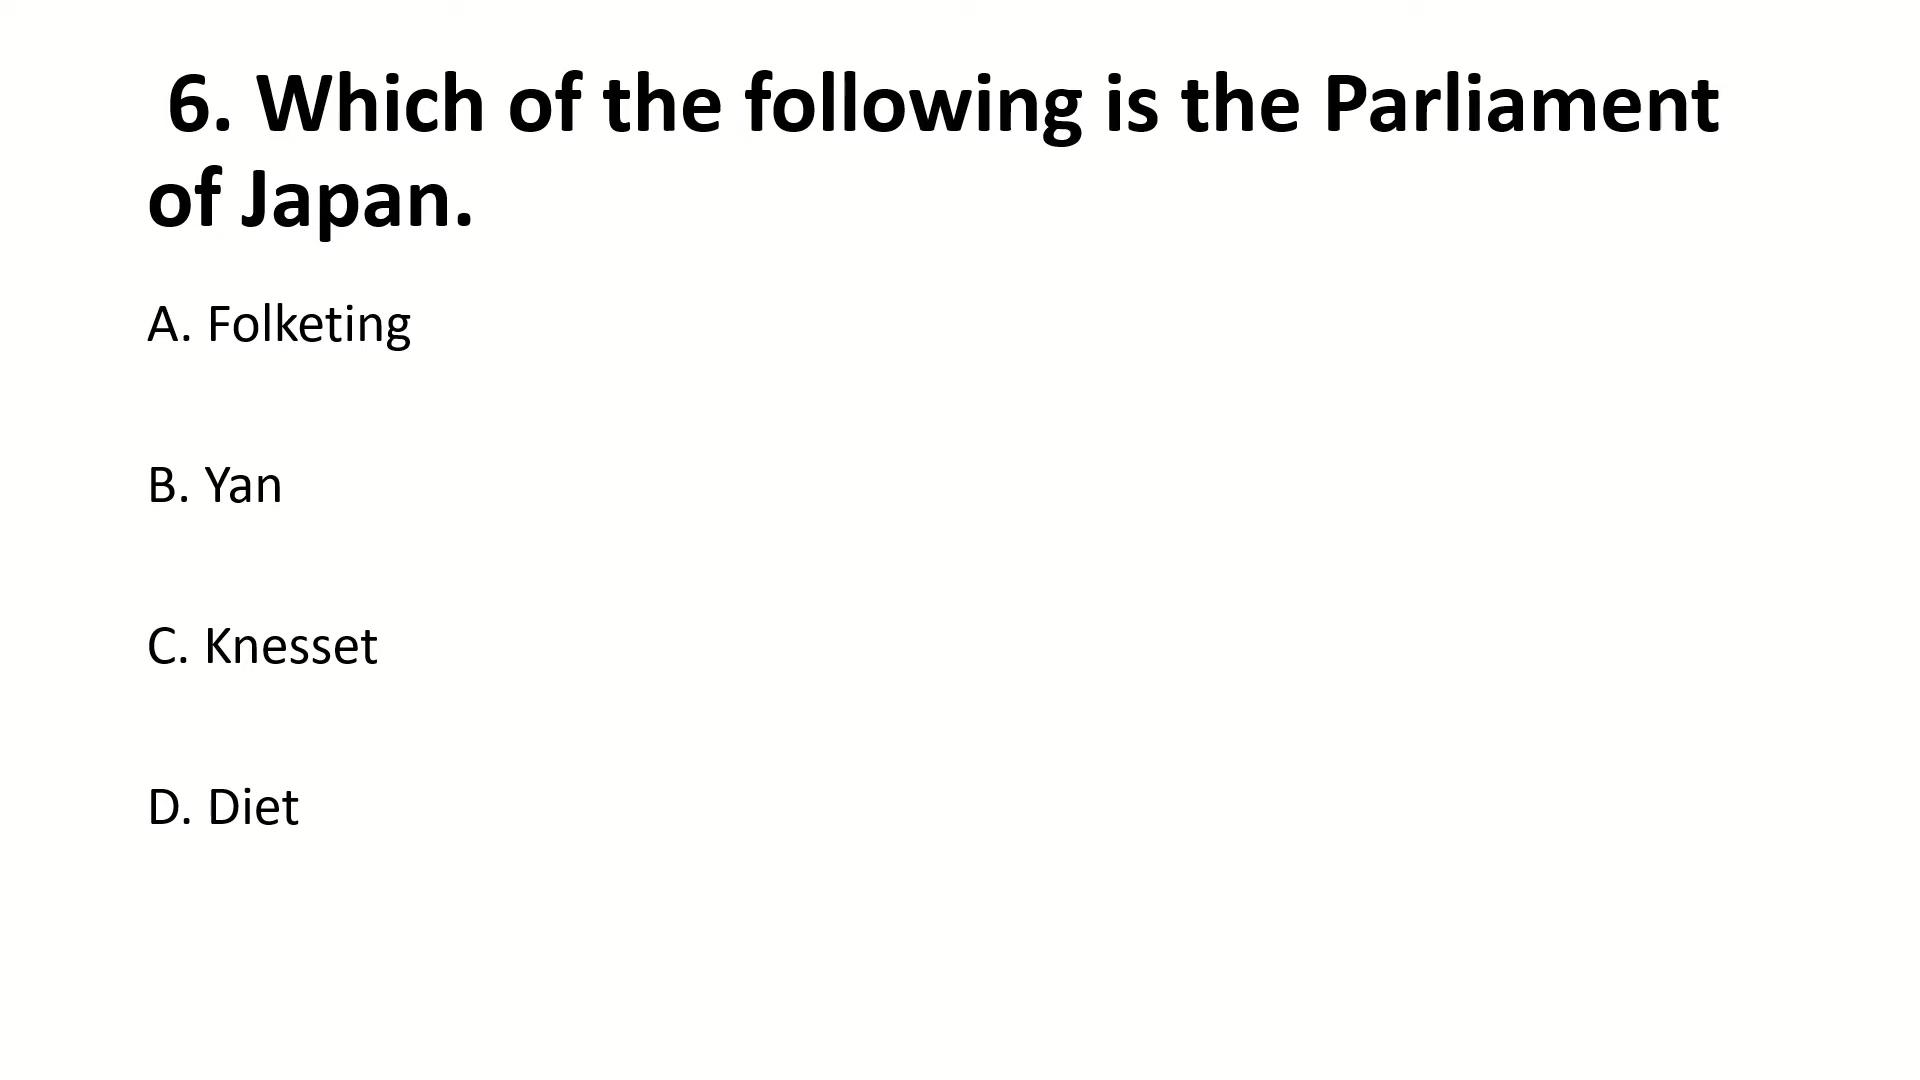 6. Which of the following is the Parliament
of Japan.
A. Folketing
B. Yan
C. Knesset
D. Diet